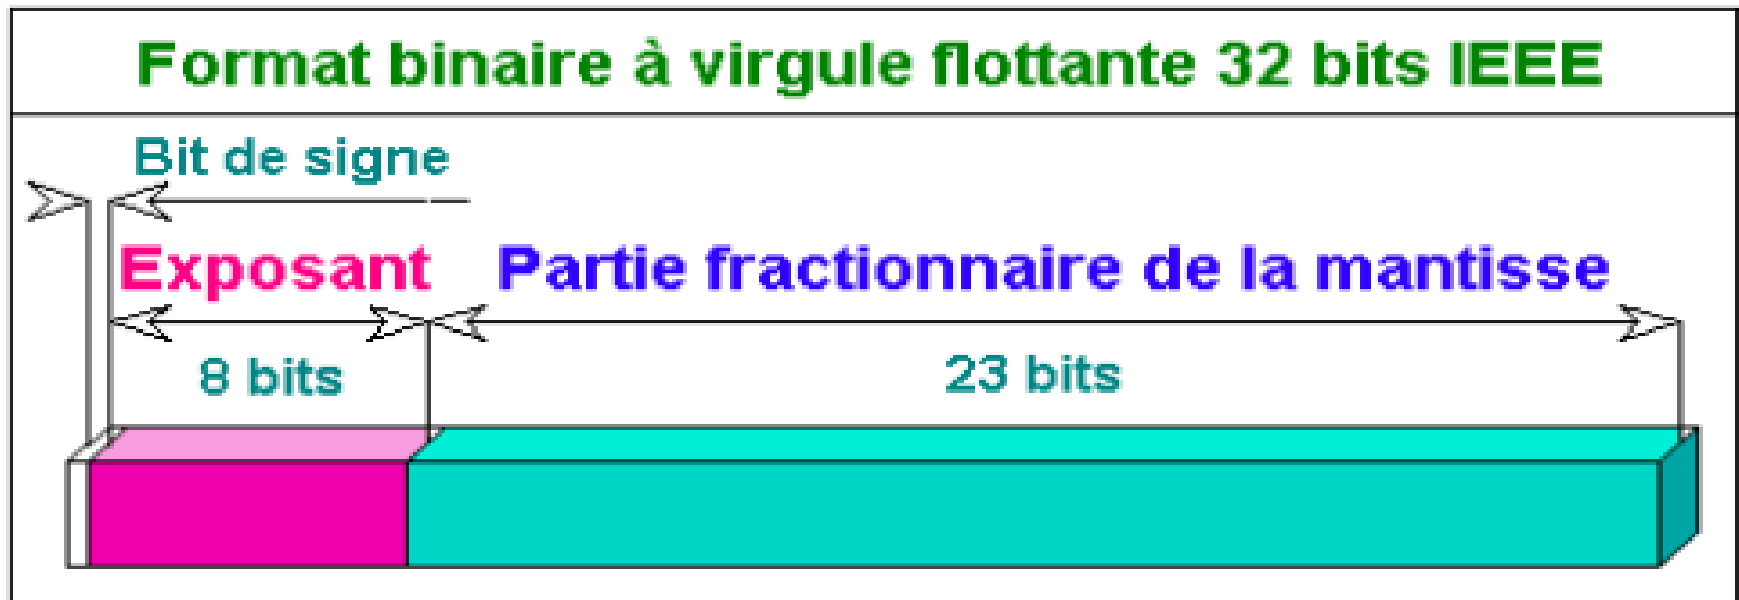 Format binaire à virgule flottante 32 bits IEEE
Bit de signe
Exposant
Partie fractionnaire de la mantisse
8 bits
23 bits